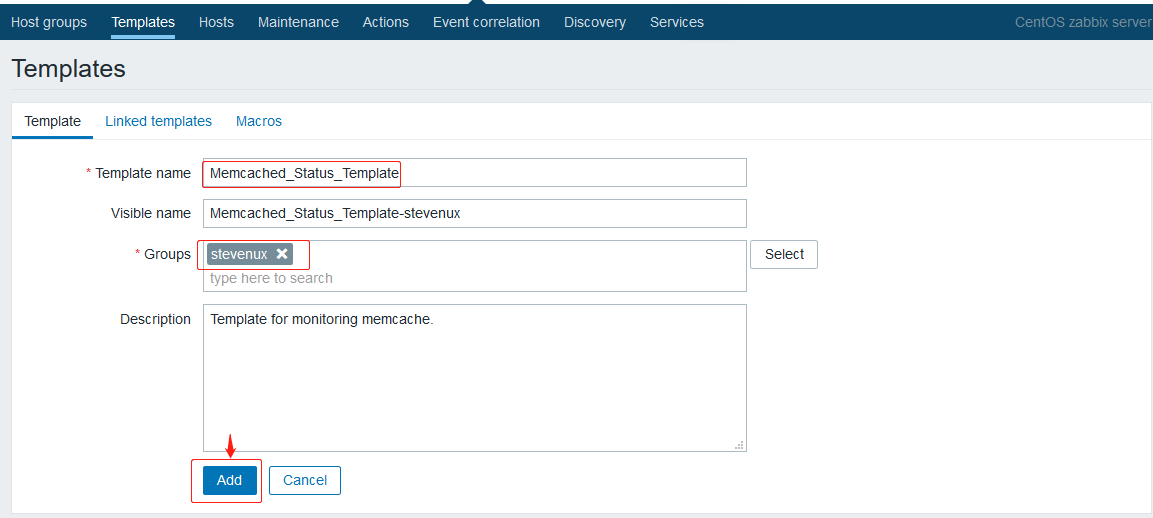 Host groups Templates Hosts Maintenance Actions Event correlation Discovery Services CentOS zabbix server
Templates
Template Linked templates Macros
* Template name Memcached_Status_Template
Visible name Memcached_Status_Template-stevenux
* Groups stevenux Select
type here to search
Description Template for monitoring memcache.
Add Cancel